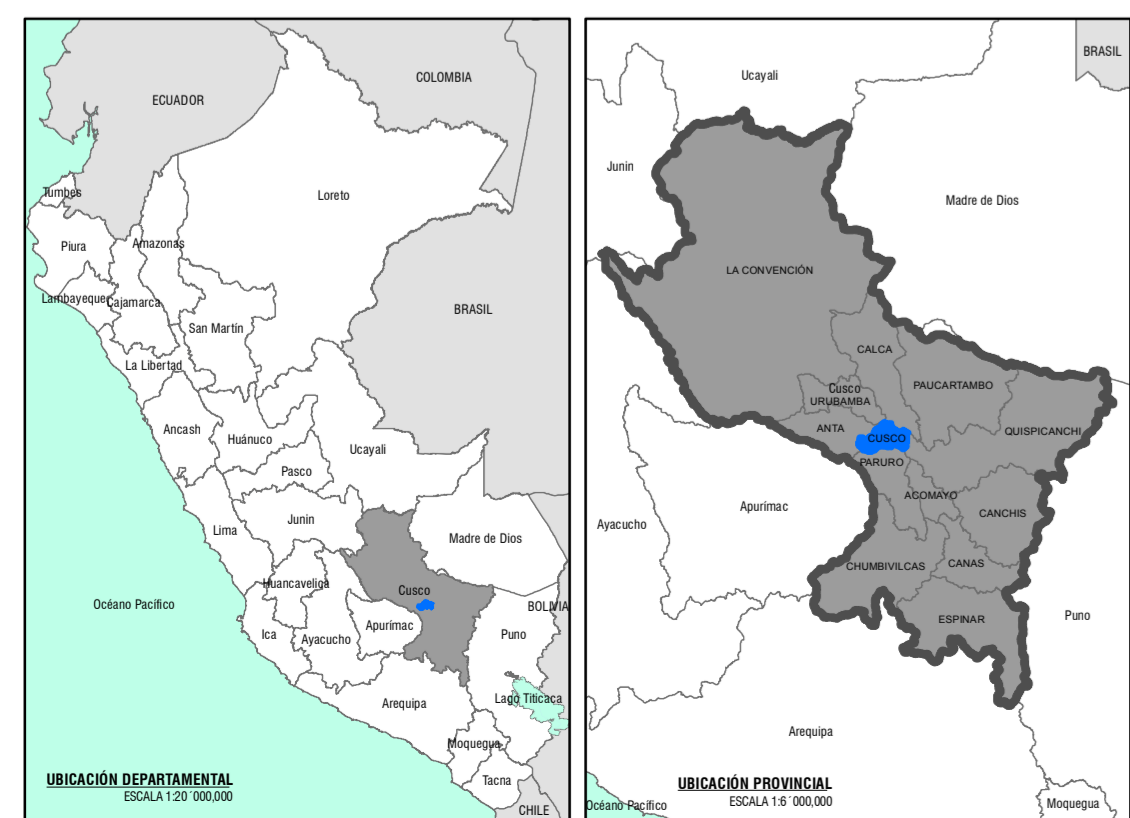 COLOMBIA
ECUADOR
Tumbes
Loreto
Piura
Amazonas
Lambayeque
Cajamarca
San Martín
BRASIL
La Libertad
Ancash
Huánuco
Ucayali
Pasco
Junin
Lima
Madre de Dios
Huancaveliga
Cusco
Océano Pacífico
BOLIVIA
Ica
Ayacucho
Apurímac
Puno
Lago Titicaca
Arequipa
Moquegua
Tacna
CHILE
UBICACIÓN DEPARTAMENTAL
ESCALA 1:20´000,000
BRASIL
Ucayali
Junin
Madre de Dios
LA CONVENCIÓN
CALCA
Cusco
URUBAMBA
PAUCARTAMBO
ANTA
CUSCO
QUISPICANCHI
PARURO
ACOMAYO
CANCHIS
Apurímac
Ayacucho
CHUMBIVILCAS
CANAS
ESPINAR
Puno
Arequipa
UBICACIÓN PROVINCIAL
ESCALA 1:6´000,000
Océano Pacífico
Moquegua